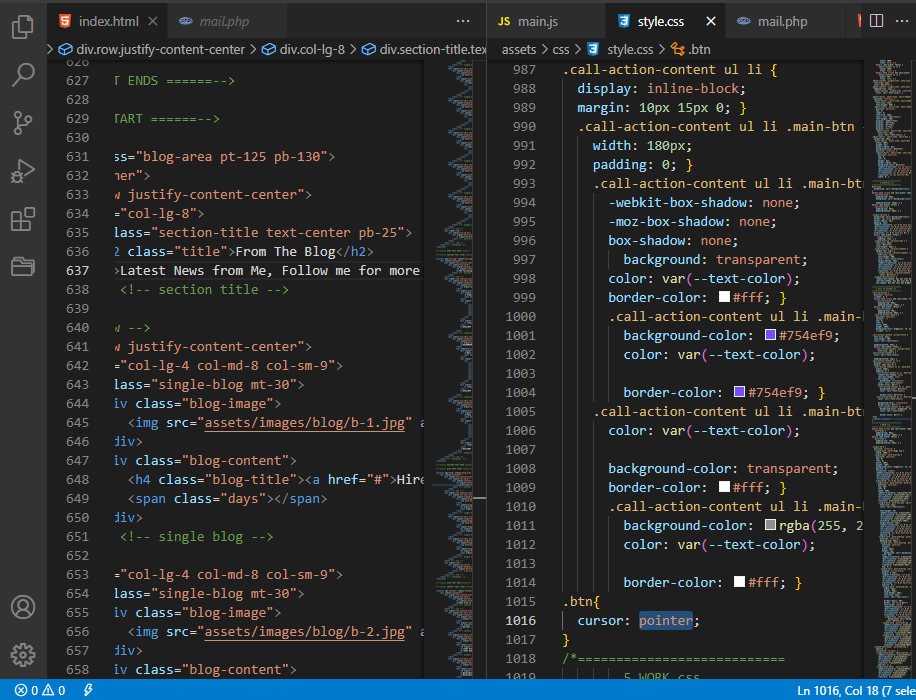 index.html
mail.php
JS main.js
style.css
mail.php
div.row.justify-content-center > div.col-lg-8 > div.section-title.tex
assets > css > style.css > .btn
626
627 T ENDS =======-->
628
629 TART ======-->
630
631 ss="blog-area pt-125 pb-130">
632 ner">
633 w justify-content-center">
634 ="col-lg-8">
635 lass="section-title text-center pb-25">
636 2 class="title">From The Blog</h2>
637 >Latest News from Me, Follow me for more
638 <!-- section title -->
639
640 w -->
641 w justify-content-center">
642 ="col-lg-4 col-md-8 col-sm-9">
643 lass="single-blog mt-30">
644 iv class="blog-image">
645 <img src="assets/images/blog/b-1.jpg" a
646 div>
647 iv class="blog-content">
648 <h4 class="blog-title"><a href="#">Hire
649 <span class="days"></span>
650 div>
651 <!-- single blog -->
652
653 ="col-lg-4 col-md-8 col-sm-9">
654 lass="single-blog mt-30">
655 iv class="blog-image">
656 <img src="assets/images/blog/b-2.jpg" a
657 div>
658 iv class="blog-content">
987 .call-action-content ul li {
988 display: inline-block;
989 margin: 10px 15px 0; }
990 .call-action-content ul li .main-btn
991 width: 180px;
992 padding: 0; }
993 .call-action-content ul li .main-bt
994 -webkit-box-shadow: none;
995 -moz-box-shadow: none;
996 box-shadow: none;
997 background: transparent;
998 color: var(--text-color);
999 border-color: #fff; }
1000 .call-action-content ul li .main-
1001 background-color: #754ef9;
1002 color: var(--text-color);
1003
1004 border-color: #754ef9; }
1005 .call-action-content ul li .main-bt
1006 color: var(--text-color);
1007
1008 background-color: transparent;
1009 border-color: #fff; }
1010 .call-action-content ul li .main-
1011 background-color: rgba(255, 2
1012 color: var(--text-color);
1013
1014 border-color: #fff; }
1015 .btn{
1016 cursor: pointer;
1017 }
1018 /*===========================
1019 5.WORK css
0 0
Ln 1016, Col 18 (7 sele